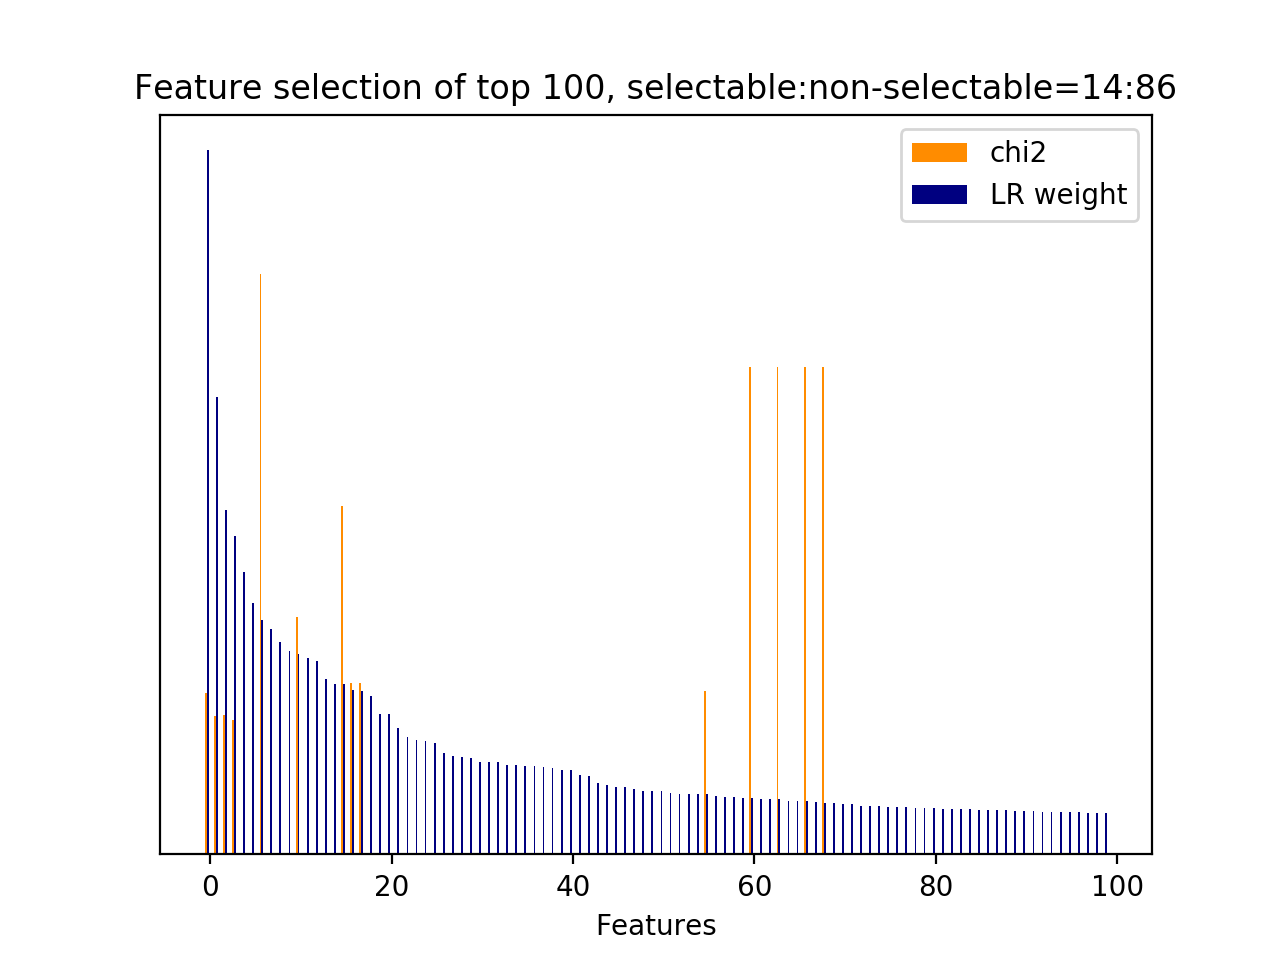 Feature selection of top 100, selectable:non-selectable=14:86
chi2
LR weight
0 20 40 60 80 100
Features